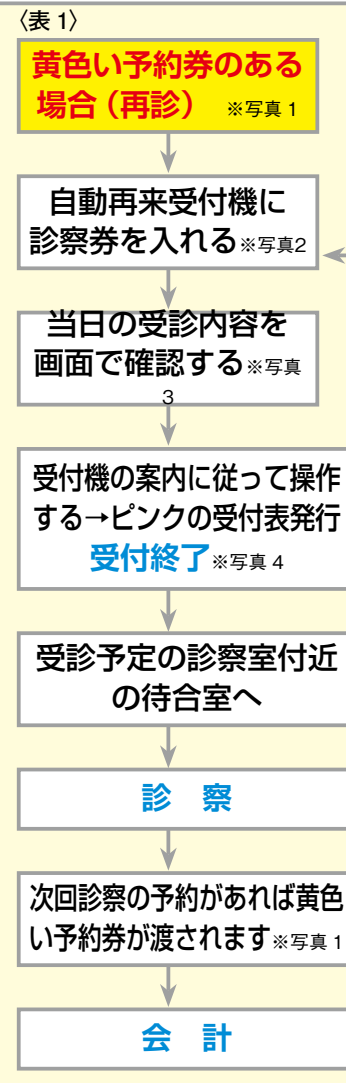 〈表 1〉
黄色い予約券のある
場合（再診） ※写真 1
自動再来受付機に
診察券を入れる※写真2
当日の受診内容を
画面で確認する※写真
3
受付機の案内に従って操作
する→ピンクの受付表発行
受付終了※写真 4
受診予定の診察室付近
の待合室へ
診　察
次回診察の予約があれば黄色
い予約券が渡されます※写真 1
会　計